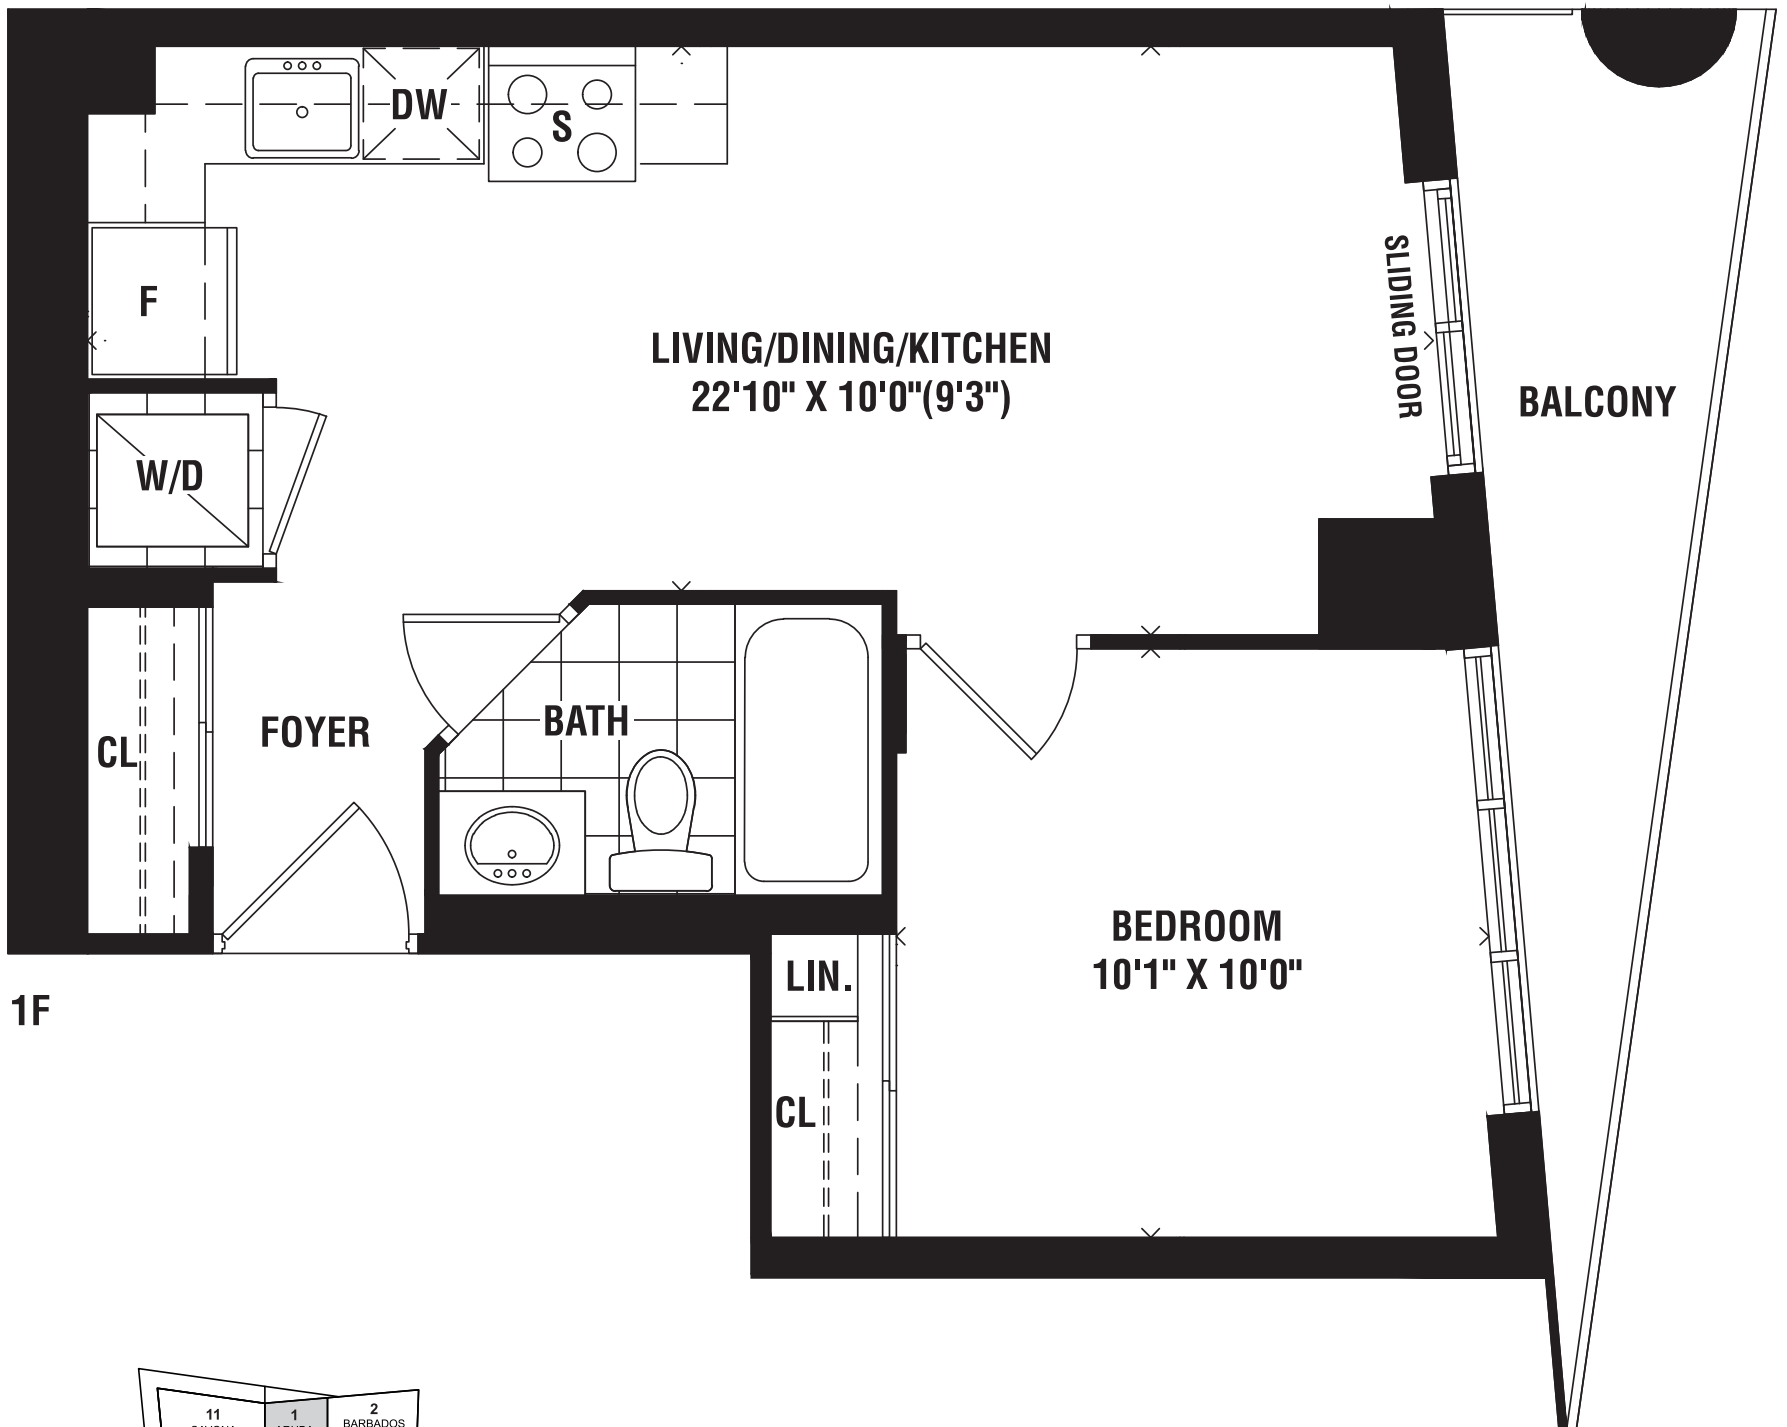 DW
S
F
W/D
LIVING/DINING/KITCHEN
22'10" X 10'0"(9'3")
SLIDING DOOR
BALCONY
CL
FOYER
BATH
BEDROOM
10'1" X 10'0"
LIN.
CL
1F
11
1
2
BARBADOS